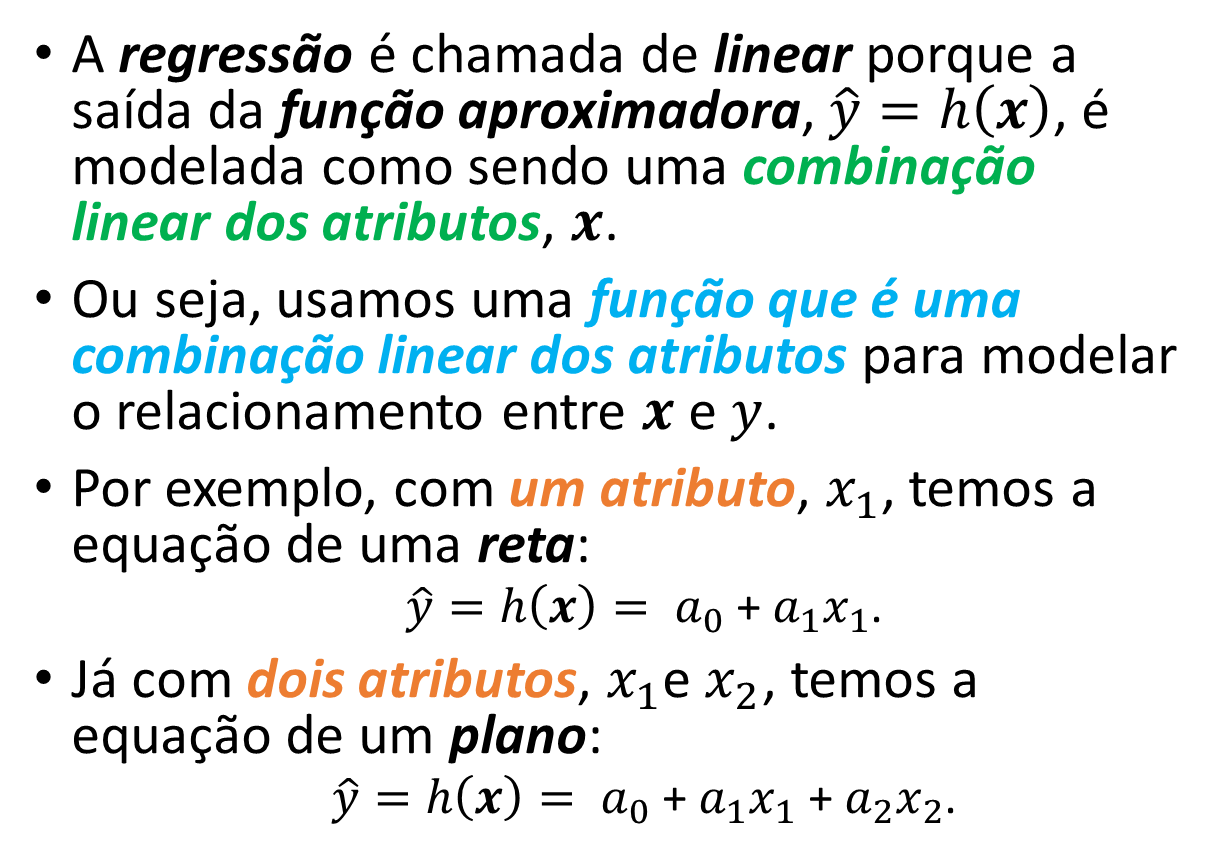 • A regressão é chamada de linear porque a
saída da função aproximadora, ŷ = h(x), é
modelada como sendo uma combinação
linear dos atributos, x.
• Ou seja, usamos uma função que é uma
combinação linear dos atributos para modelar
o relacionamento entre x e y.
• Por exemplo, com um atributo, x₁, temos a
equação de uma reta:
ŷ = h(x) = a₀ + a₁x₁.
• Já com dois atributos, x₁e x₂, temos a
equação de um plano:
ŷ = h(x) = a₀ + a₁x₁ + a₂x₂.